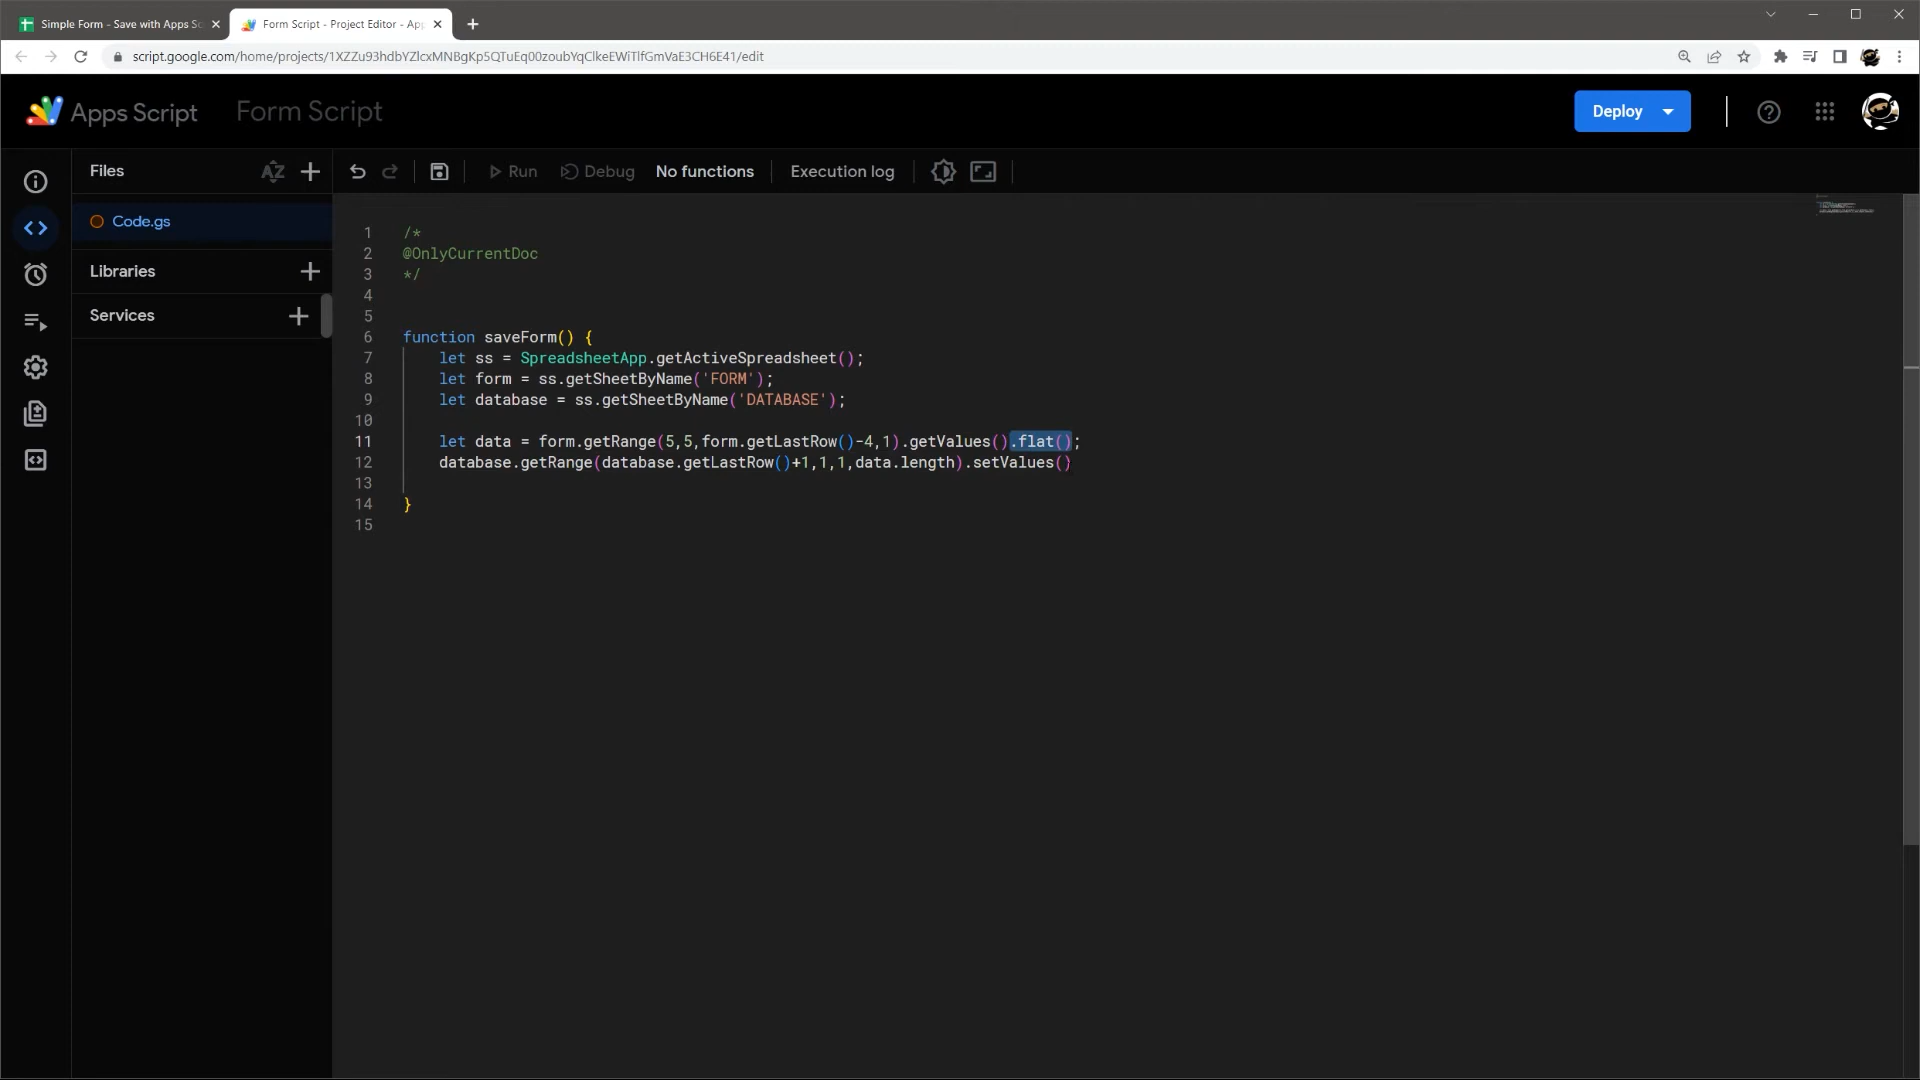 Simple Form - Save with Apps Sc
Form Script - Project Editor - App
script.google.com/home/projects/1XZZu93hdbYZlcxMNBgKp5QTuEq00zoubYqClkeEWiTlfGmVaE3CH6E41/edit
Apps Script
Form Script
Deploy
Files
AZ
Run
Debug
No functions
Execution log
Code.gs
Libraries
Services
1 /*
2 @OnlyCurrentDoc
3 */
4
5
6 function saveForm() {
7 let ss = SpreadsheetApp.getActiveSpreadsheet();
8 let form = ss.getSheetByName('FORM');
9 let database = ss.getSheetByName('DATABASE');
10
11 let data = form.getRange(5,5,form.getLastRow()-4,1).getValues().flat();
12 database.getRange(database.getLastRow()+1,1,1,data.length).setValues()
13
14 }
15